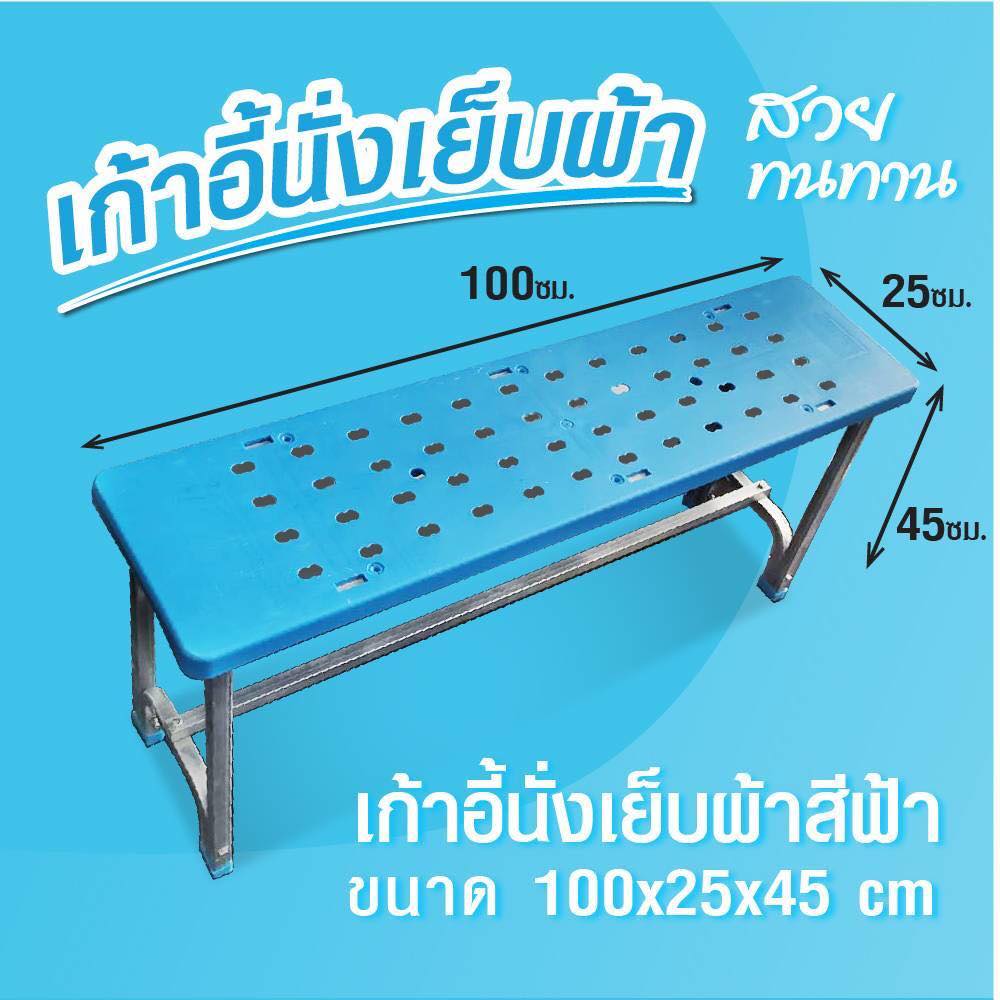 เก้าอี้นั่งเย็บผ้า
สวย
ทนทาน
100ซม.
25ซม.
45ซม.
เก้าอี้นั่งเย็บผ้าสีฟ้า
ขนาด 100x25x45 cm